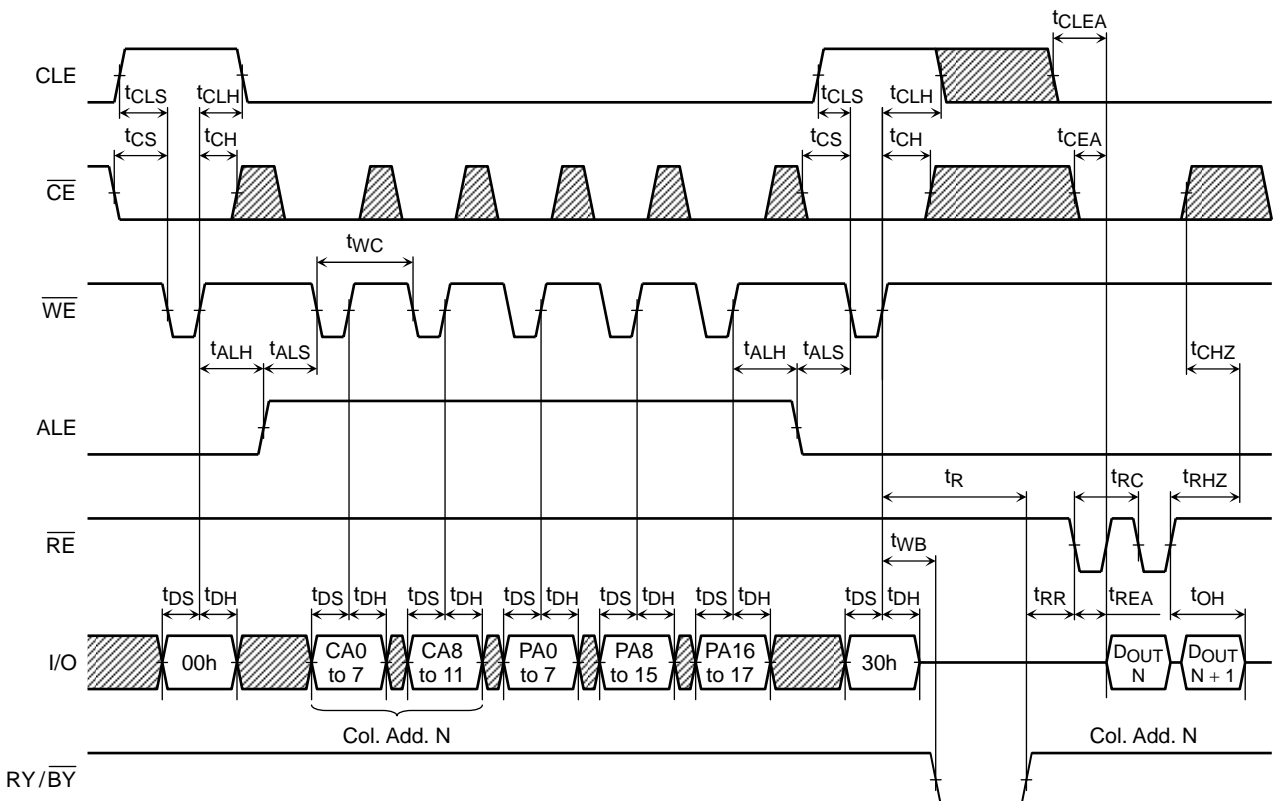 tCLEA
CLE
tCLS
tCLH
tCLS
tCLH
tCS
tCH
tCS
tCH
tCEA
CE
tWC
WE
tALH
tALS
tALH
tALS
tCHZ
ALE
tR
tRC
tRHZ
RE
tWB
tDS
tDH
tDS
tDH
tDS
tDH
tDS
tDH
tDS
tDH
tDS
tDH
tDS
tDH
tRR
tREA
tOH
I/O
00h
CA0
to 7
CA8
to 11
PA0
to 7
PA8
to 15
PA16
to 17
30h
DOUT
N
DOUT
N + 1
Col. Add. N
Col. Add. N
RY/BY